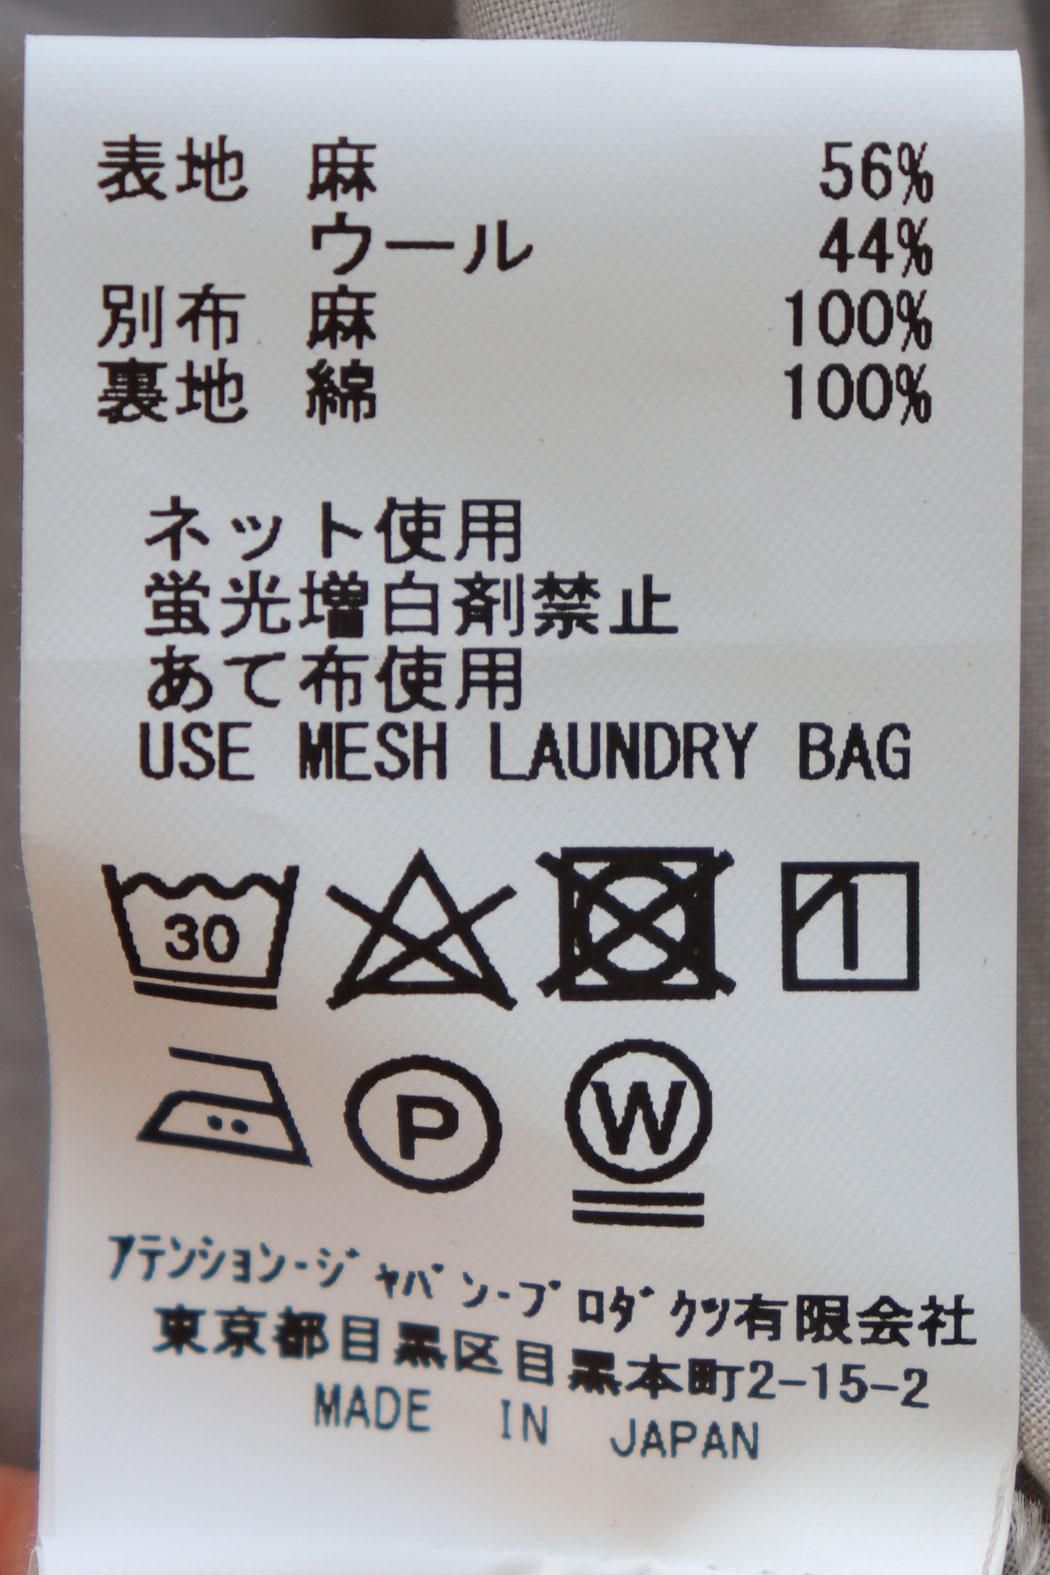 表地 麻 56%
ウール 44%
別布 麻 100%
裏地 綿 100%
ネット使用
蛍光増白剤禁止
あて布使用
USE MESH LAUNDRY BAG
30
P W
ｱﾃﾝｼｮﾝ-ｼﾞｬﾊﾟﾝ-ﾌﾟﾛﾀﾞｸﾂ有限会社
東京都目黒区目黒本町2-15-2
MADE IN JAPAN